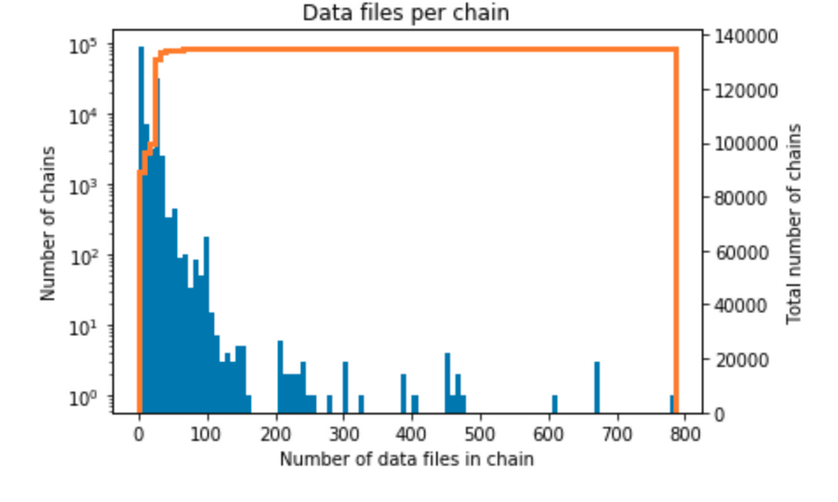 Data files per chain
Number of chains
10⁵
10⁴
10³
10²
10¹
10⁰
140000
120000
100000
80000
60000
40000
20000
0
Total number of chains
0 100 200 300 400 500 600 700 800
Number of data files in chain